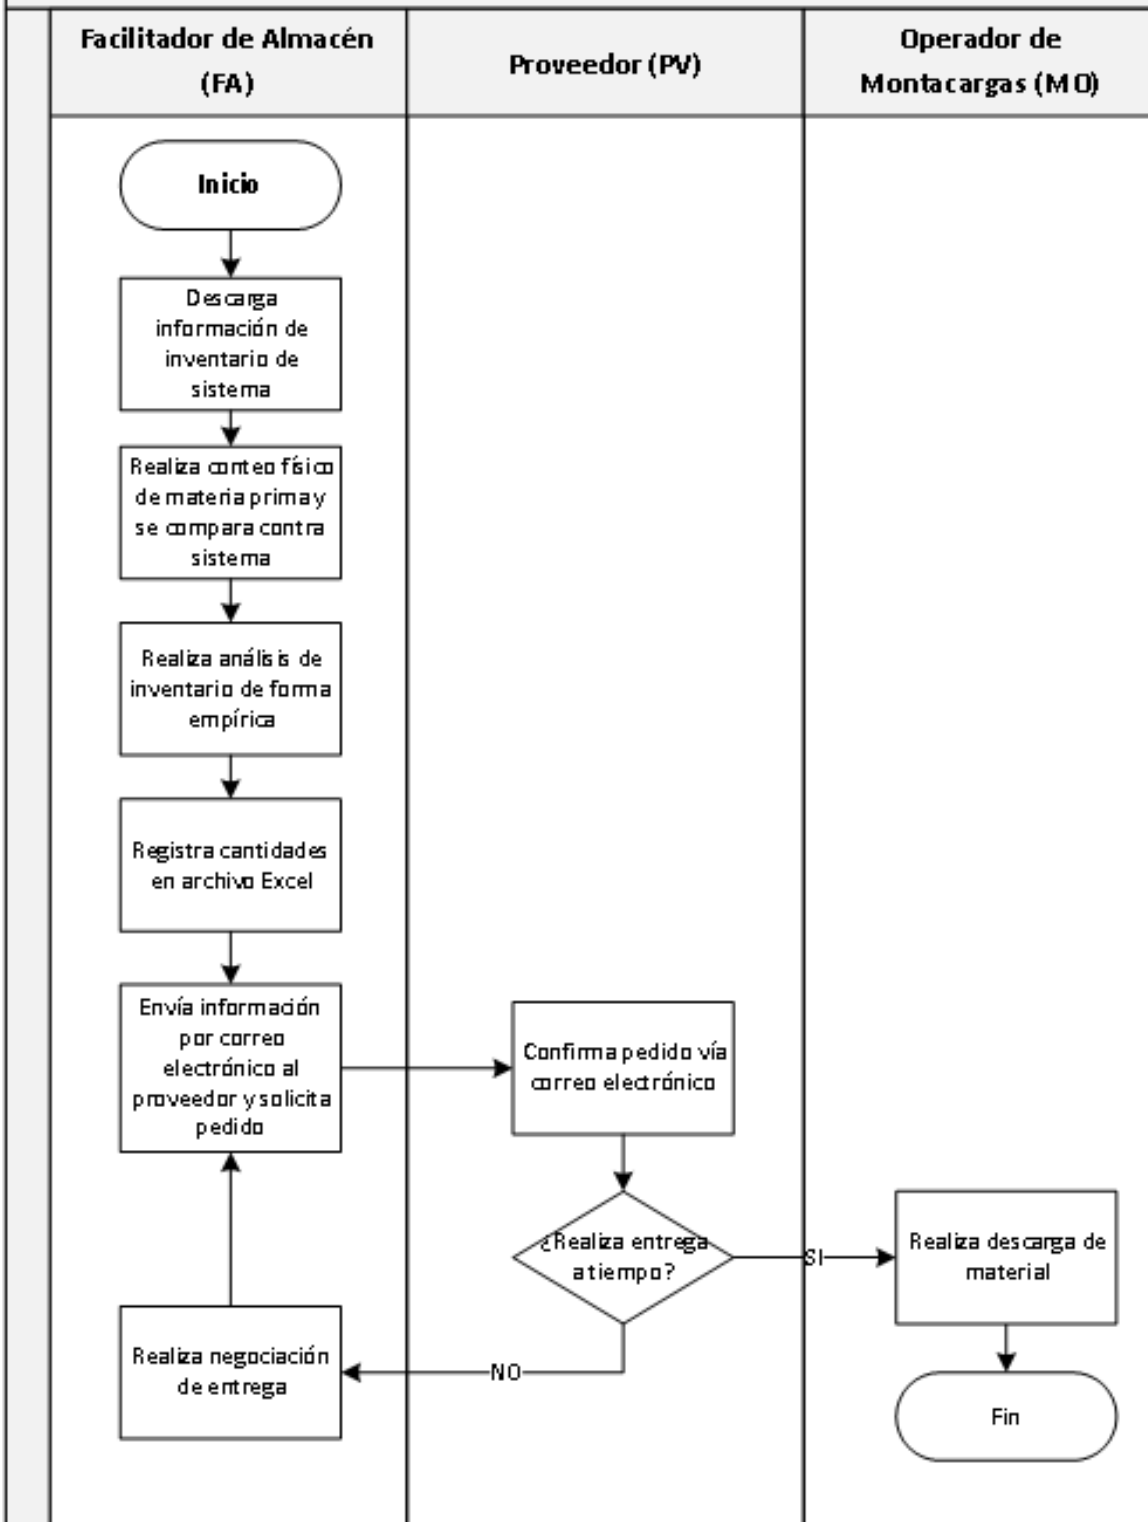 Facilitador de Almacén
(FA)
Proveedor (PV)
Operador de
Montacargas (MO)
Inicio
Descarga
información de
inventario de
sistema
Realiza conteo físico
de materia prima y
se compara contra
sistema
Realiza análisis de
inventario de forma
empírica
Registra cantidades
en archivo Excel
Envía información
por correo
electrónico al
proveedor y solicita
pedido
Confirma pedido vía
correo electrónico
¿Realiza entrega
a tiempo?
SI
Realiza descarga de
material
NO
Realiza negociación
de entrega
Fin